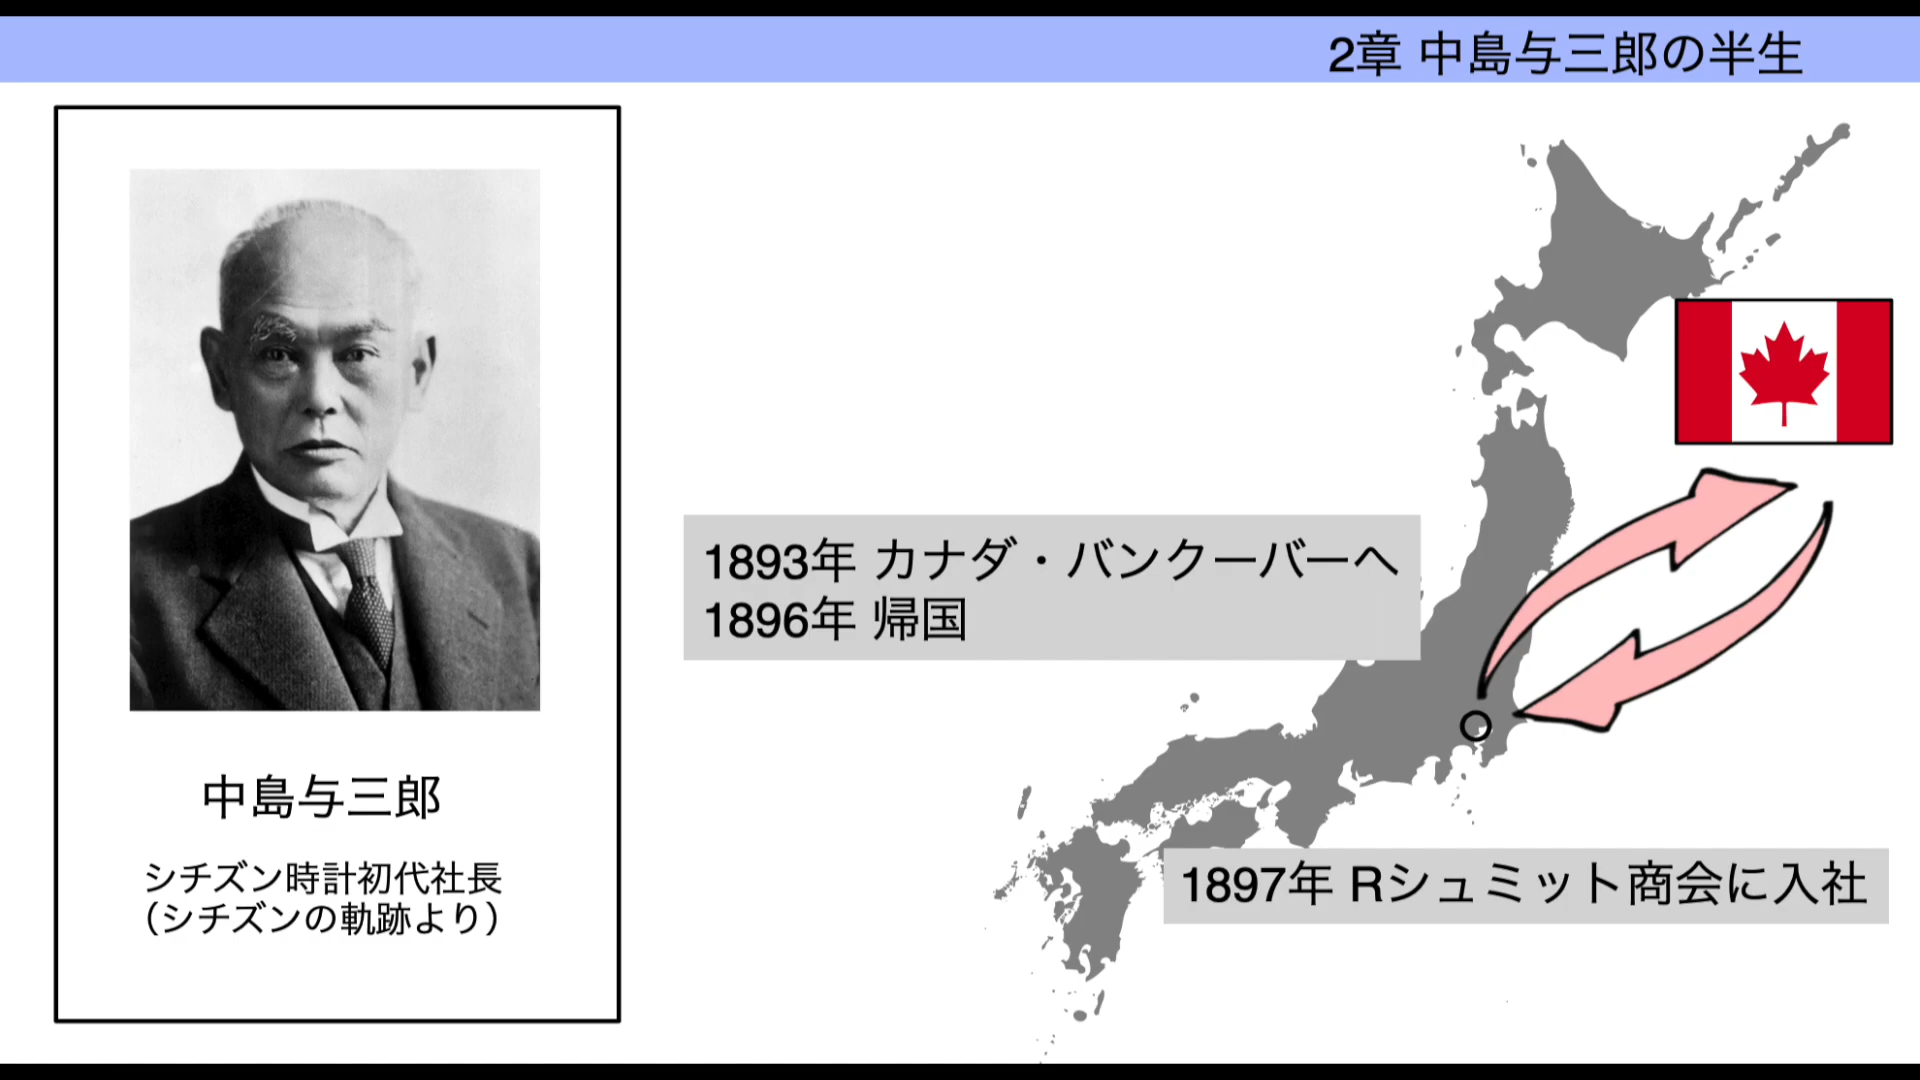 2章 中島与三郎の半生
中島与三郎
シチズン時計初代社長
（シチズンの軌跡より）
1893年 カナダ・バンクーバーへ
1896年 帰国
1897年 Rシュミット商会に入社